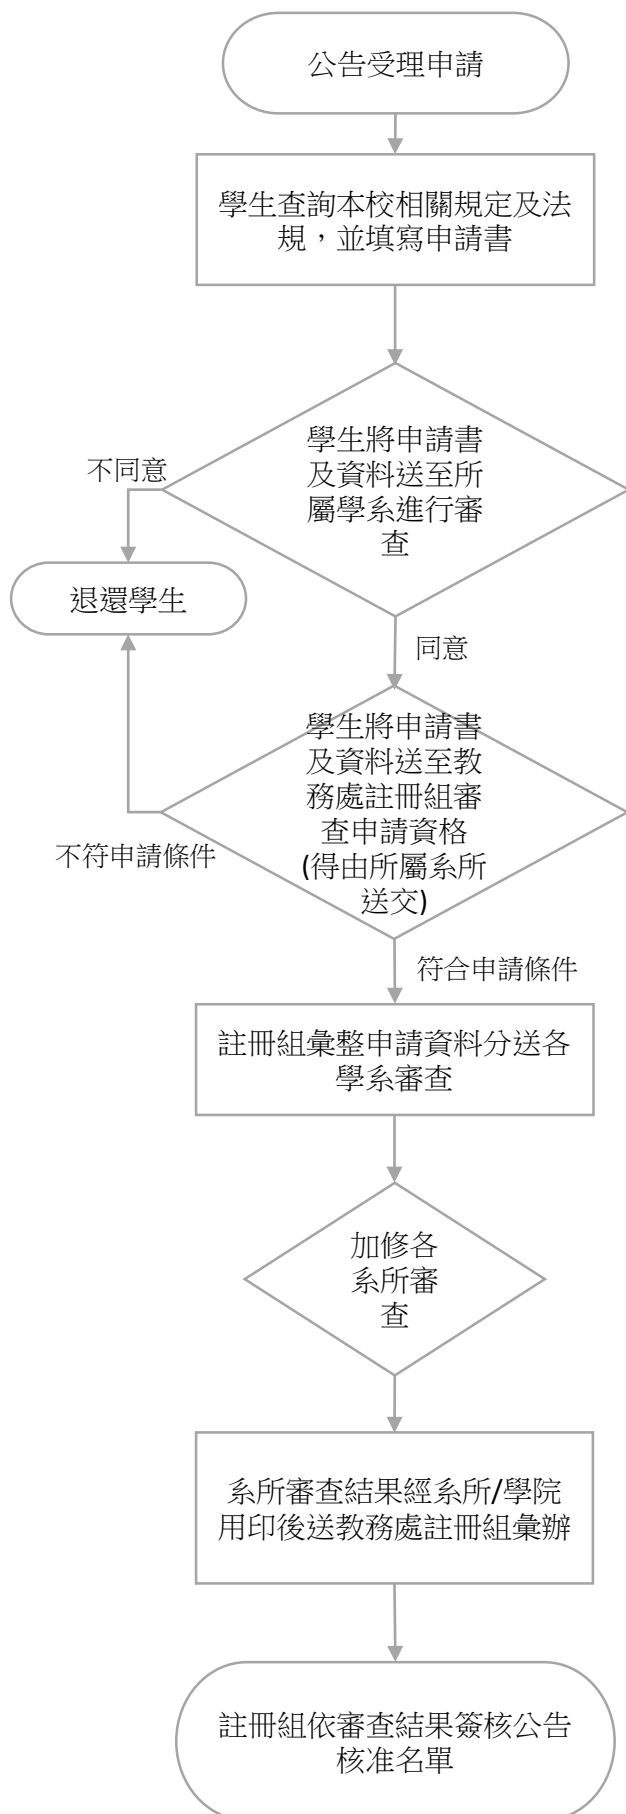 公告受理申請
學生查詢本校相關規定及法
規，並填寫申請書
學生將申請書
及資料送至所
屬學系進行審
查
不同意
退還學生
同意
學生將申請書
及資料送至教
務處註冊組審
查申請資格
(得由所屬系所
送交)
不符申請條件
符合申請條件
註冊組彙整申請資料分送各
學系審查
加修各
系所審
查
系所審查結果經系所/學院
用印後送教務處註冊組彙辦
註冊組依審查結果簽核公告
核准名單